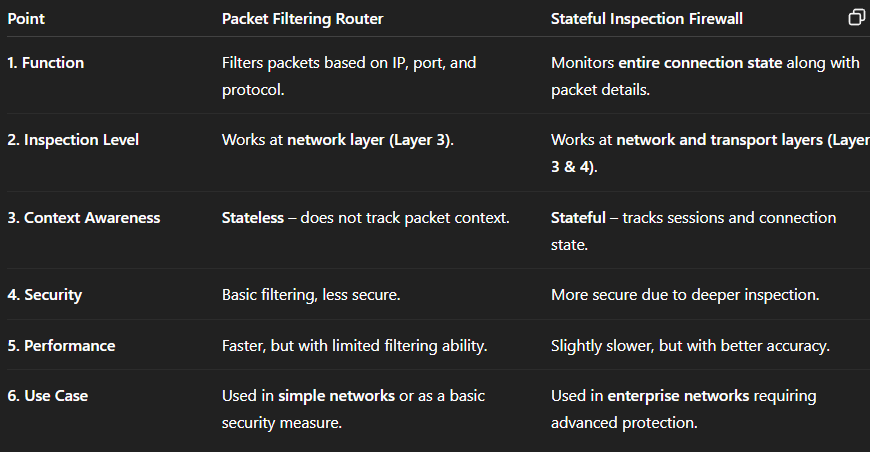 Point Packet Filtering Router Stateful Inspection Firewall
1. Function Filters packets based on IP, port, and Monitors entire connection state along with
protocol. packet details.
2. Inspection Level Works at network layer (Layer 3). Works at network and transport layers (Layer
3 & 4).
3. Context Awareness Stateless – does not track packet context. Stateful – tracks sessions and connection
state.
4. Security Basic filtering, less secure. More secure due to deeper inspection.
5. Performance Faster, but with limited filtering ability. Slightly slower, but with better accuracy.
6. Use Case Used in simple networks or as a basic Used in enterprise networks requiring
security measure. advanced protection.